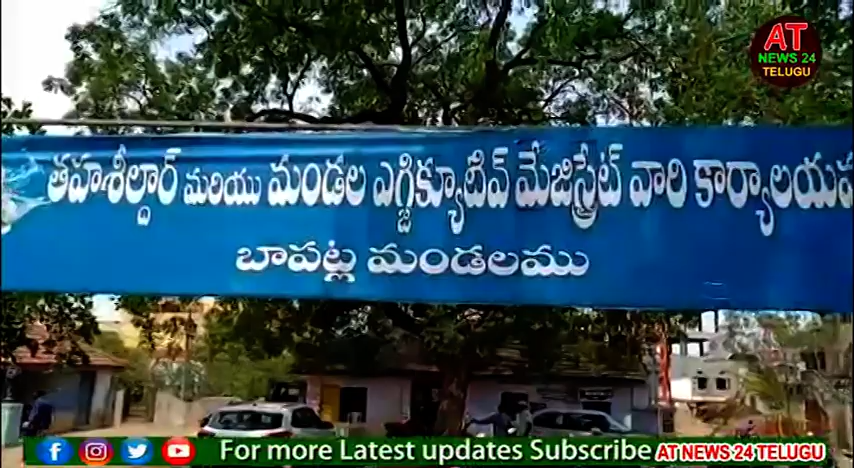 AT
NEWS 24
TELUGU
తహశీల్దార్ మరియు మండల ఎగ్జిక్యూటివ్ మేజిస్ట్రేట్ వారి కార్యాలయము
బాపట్ల మండలము
For more Latest updates Subscribe AT NEWS 24 TELUGU